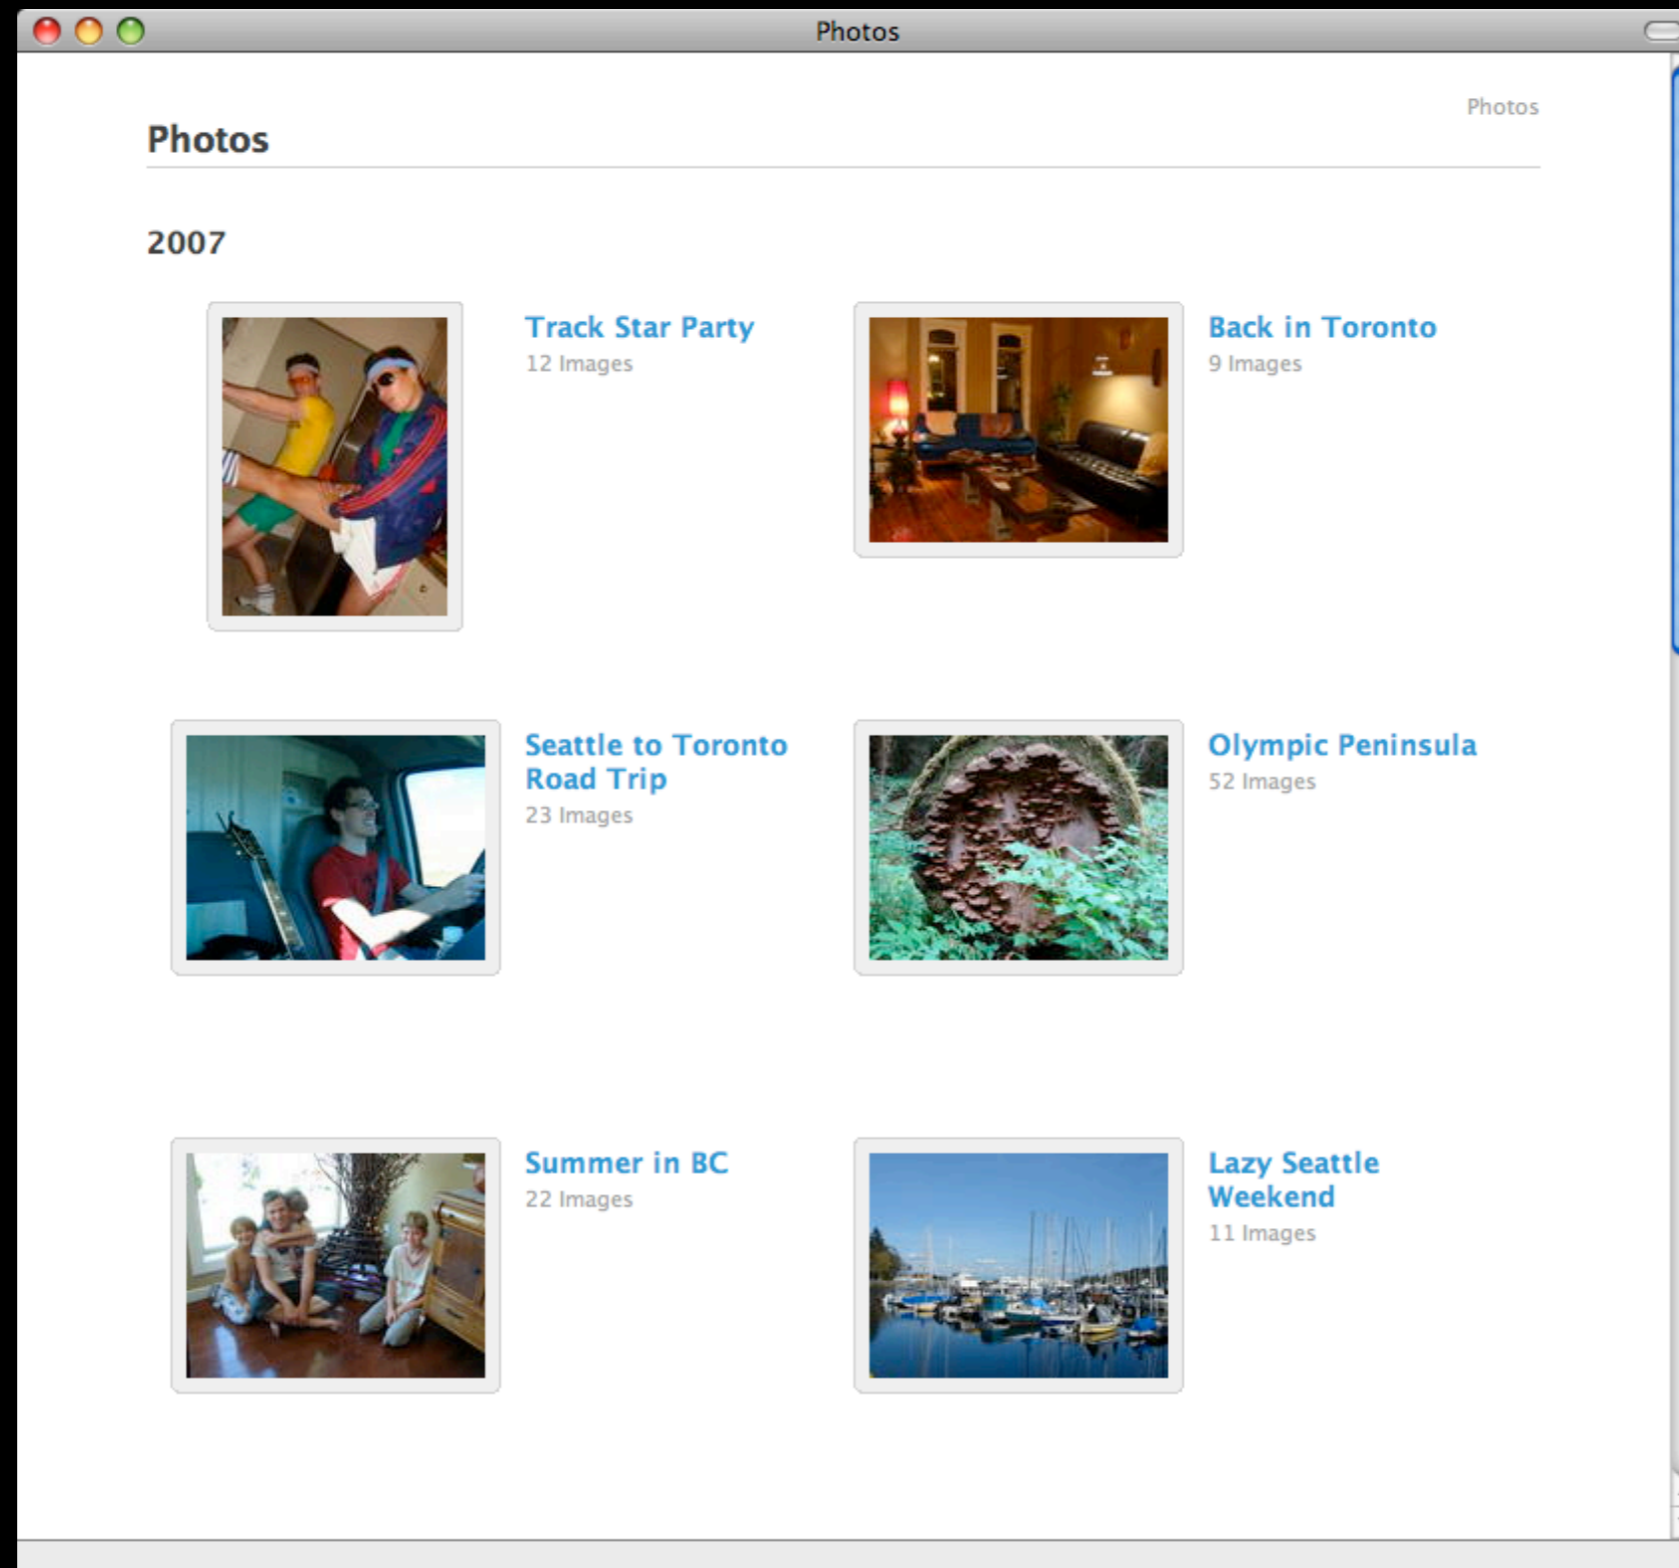 Photos
Photos
Photos
2007
Track Star Party
12 Images
Back in Toronto
9 Images
Seattle to Toronto
Road Trip
23 Images
Olympic Peninsula
52 Images
Summer in BC
22 Images
Lazy Seattle
Weekend
11 Images